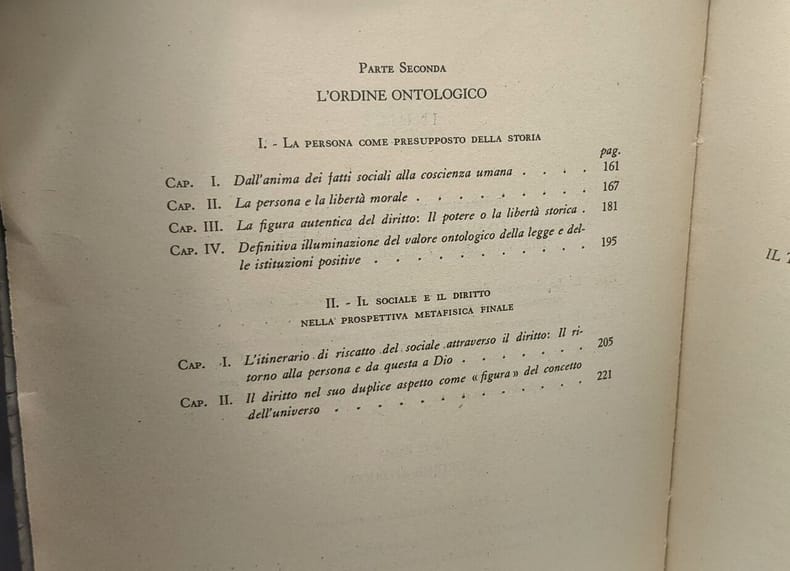 PARTE SECONDA
L'ORDINE ONTOLOGICO
I. - LA PERSONA COME PRESUPPOSTO DELLA STORIA
pag.
CAP. I. Dall'anima dei fatti sociali alla coscienza umana . . . . 161
CAP. II. La persona e la libertà morale . . . . . . . . 167
CAP. III. La figura autentica del diritto: Il potere o la libertà storica . 181
CAP. IV. Definitiva illuminazione del valore ontologico della legge e del-
le istituzioni positive . . . . . . . . . . 195
II. - IL SOCIALE E IL DIRITTO
NELLA PROSPETTIVA METAFISICA FINALE
CAP. I. L'itinerario di riscatto del sociale attraverso il diritto: Il ri-
torno alla persona e da questa a Dio . . . . . . 205
CAP. II. Il diritto nel suo duplice aspetto come « figura » del concetto
dell'universo . . . . . . . . . . . 221
IL